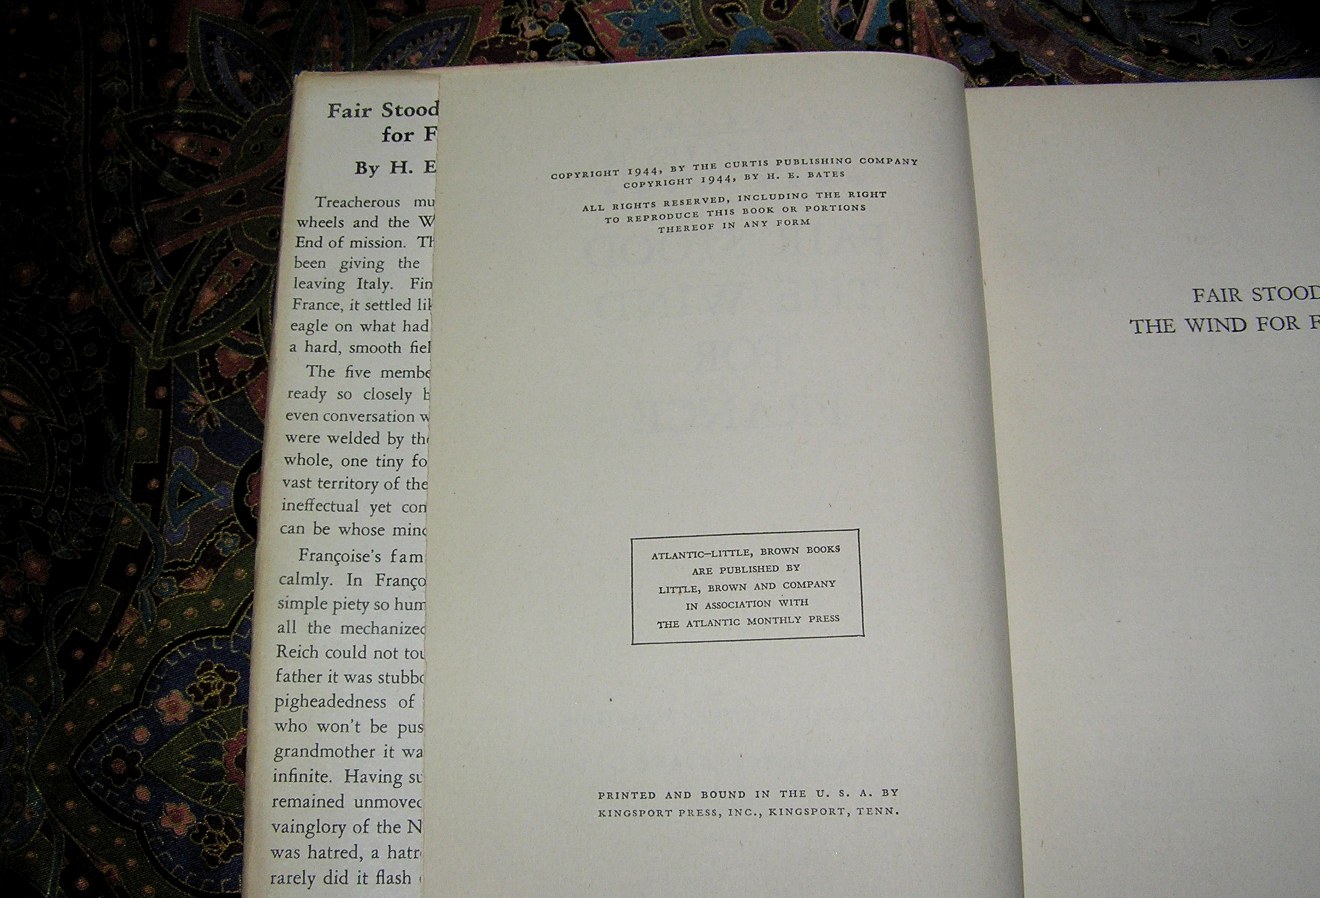 Fair Stood
for F
By H. E
Treacherous mu
wheels and the W
End of mission. Th
been giving the
leaving Italy. Fin
France, it settled lik
eagle on what had
a hard, smooth fiel
The five membe
ready so closely b
even conversation w
were welded by the
whole, one tiny fo
vast territory of the
ineffectual yet con
can be whose mind
Françoise's fam
calmly. In Franço
simple piety so hum
all the mechanized
Reich could not tou
father it was stubbo
pigheadedness of
who won't be pus
grandmother it wa
infinite. Having su
remained unmoved
vainglory of the N
was hatred, a hatr
rarely did it flash
COPYRIGHT 1944, BY THE CURTIS PUBLISHING COMPANY
COPYRIGHT 1944, BY H. E. BATES
ALL RIGHTS RESERVED, INCLUDING THE RIGHT
TO REPRODUCE THIS BOOK OR PORTIONS
THEREOF IN ANY FORM
ATLANTIC–LITTLE, BROWN BOOKS
ARE PUBLISHED BY
LITTLE, BROWN AND COMPANY
IN ASSOCIATION WITH
THE ATLANTIC MONTHLY PRESS
PRINTED AND BOUND IN THE U. S. A. BY
KINGSPORT PRESS, INC., KINGSPORT, TENN.
FAIR STOOD
THE WIND FOR F